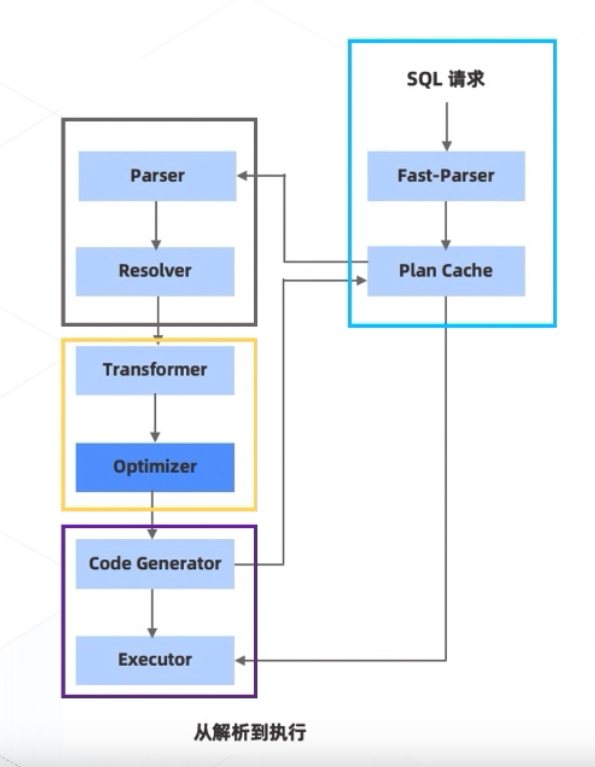 SQL 请求
Fast-Parser
Plan Cache
Parser
Resolver
Transformer
Optimizer
Code Generator
Executor
从解析到执行